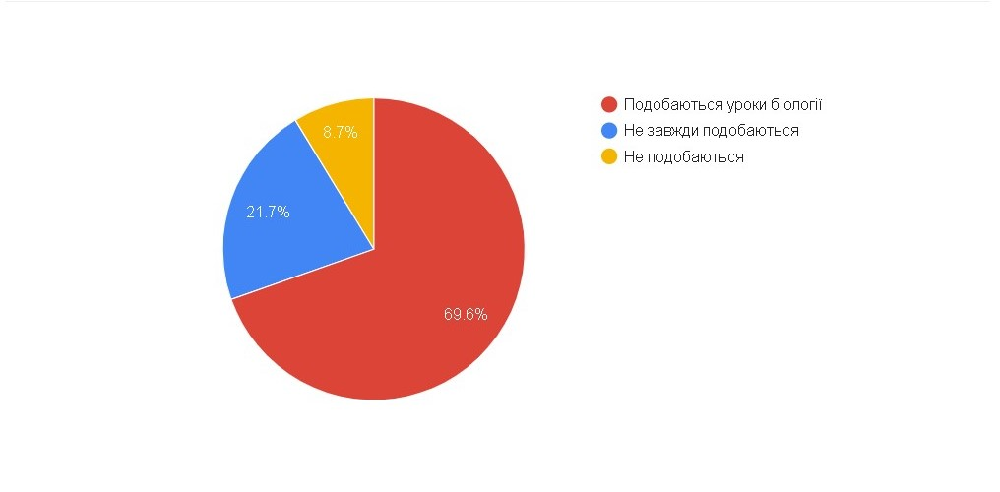 Подобаються уроки біології
Не завжди подобаються
Не подобаються
8.7%
21.7%
69.6%